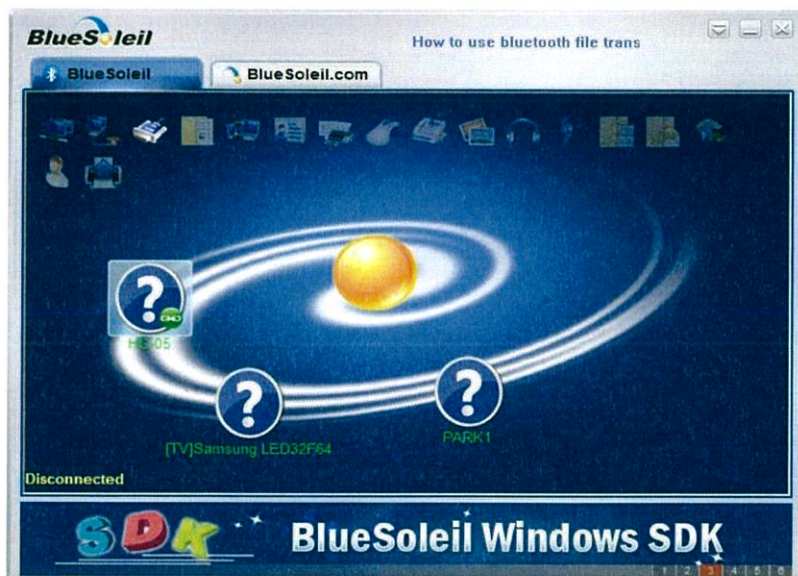 BlueSoleil
How to use bluetooth file trans
BlueSoleil
BlueSoleil.com
HC-05
[TV]Samsung LED32F64
PARK1
Disconnected
SDK
BlueSoleil Windows SDK
1 2 3 4 5 6